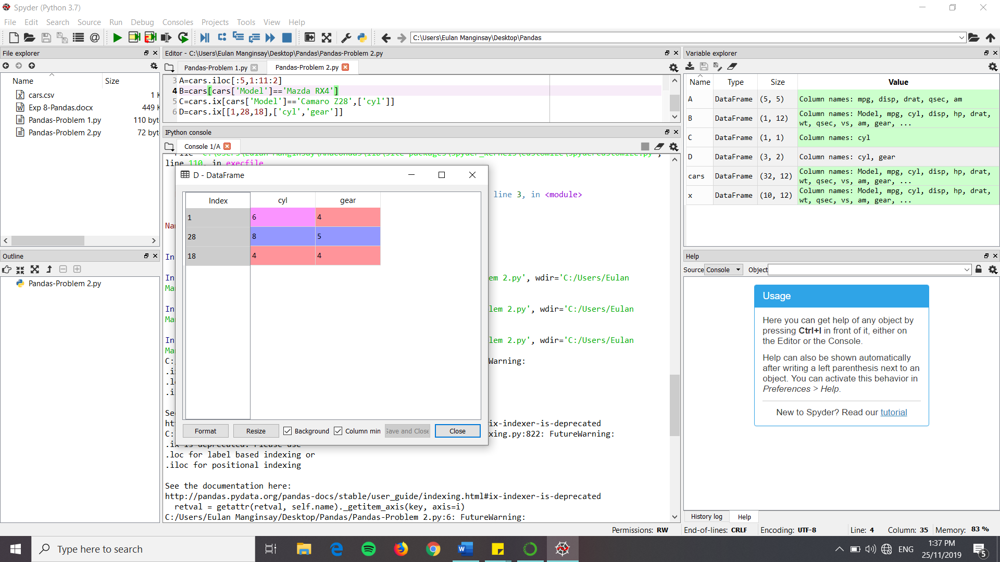 Spyder (Python 3.7)
File Edit Search Source Run Debug Consoles Projects Tools View Help
C:\Users\Eulan Manginsay\Desktop\Pandas
File explorer
Name Size
cars.csv 1 K
Exp 8-Pandas.docx 449 K
Pandas-Problem 1.py 110 byt
Pandas-Problem 2.py 72 byt
Outline
Pandas-Problem 2.py
Editor - C:\Users\Eulan Manginsay\Desktop\Pandas\Pandas-Problem 2.py
Pandas-Problem 1.py Pandas-Problem 2.py
3 A=cars.iloc[:5,1:11:2]
4 B=cars[cars['Model']=='Mazda RX4']
5 C=cars.ix[cars['Model']=='Camaro Z28',['cyl']]
6 D=cars.ix[[1,28,18],['cyl','gear']]
IPython console
Console 1/A
File "C:\Users\Eulan Manginsay\Anaconda3\lib\site-packages\spyder_kernels\customize\spydercustomize.py",
line 110, in execfile
line 3, in <module>
Na
In
In em 2.py', wdir='C:/Users/Eulan
Ma
In lem 2.py', wdir='C:/Users/Eulan
Ma
In lem 2.py', wdir='C:/Users/Eulan
Ma
C: Warning:
.i
.l
.i
Se
ht ix-indexer-is-deprecated
C: xing.py:822: FutureWarning:
.ix is deprecated. Please use
.loc for label based indexing or
.iloc for positional indexing
See the documentation here:
http://pandas.pydata.org/pandas-docs/stable/user_guide/indexing.html#ix-indexer-is-deprecated
retval = getattr(retval, self.name)._getitem_axis(key, axis=i)
C:/Users/Eulan Manginsay/Desktop/Pandas/Pandas-Problem 2.py:6: FutureWarning:
D - DataFrame
Index cyl gear
1 6 4
28 8 5
18 4 4
Format Resize Background Column min Save and Close Close
Variable explorer
Name Type Size Value
A DataFrame (5, 5) Column names: mpg, disp, drat, qsec, am
B DataFrame (1, 12) Column names: Model, mpg, cyl, disp, hp, drat,
wt, qsec, vs, am, gear, ...
C DataFrame (1, 1) Column names: cyl
D DataFrame (3, 2) Column names: cyl, gear
cars DataFrame (32, 12) Column names: Model, mpg, cyl, disp, hp, drat,
wt, qsec, vs, am, gear, ...
x DataFrame (10, 12) Column names: Model, mpg, cyl, disp, hp, drat,
wt, qsec, vs, am, gear, ...
Help
Source Console Object
Usage
Here you can get help of any object by
pressing Ctrl+I in front of it, either on
the Editor or the Console.
Help can also be shown automatically
after writing a left parenthesis next to an
object. You can activate this behavior in
Preferences > Help.
New to Spyder? Read our tutorial
History log Help
Permissions: RW End-of-lines: CRLF Encoding: UTF-8 Line: 4 Column: 35 Memory: 83 %
Type here to search
ENG
1:37 PM
25/11/2019
5